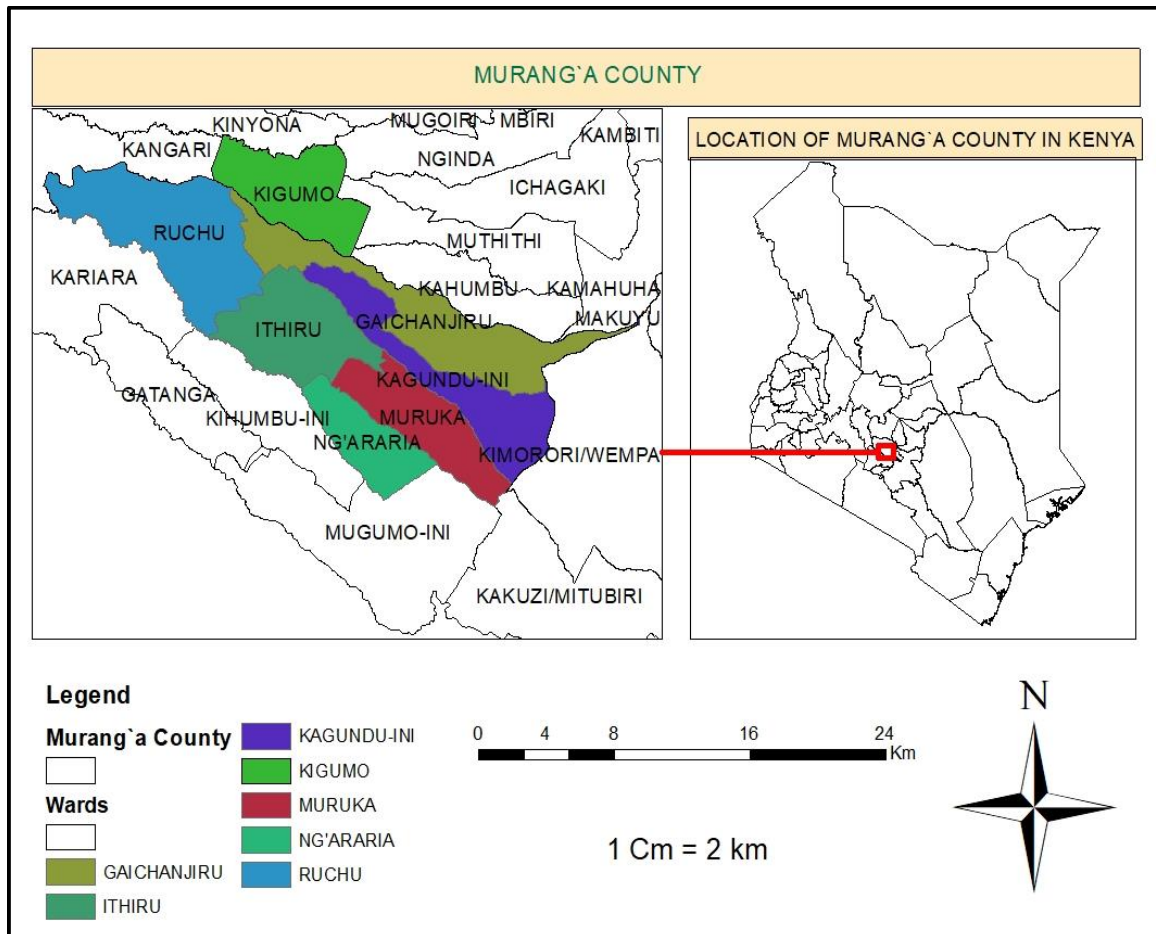 MURANG`A COUNTY
LOCATION OF MURANG`A COUNTY IN KENYA
KINYONA
MUGOIRI
MBIRI
KAMBITI
KANGARI
NGINDA
ICHAGAKI
KIGUMO
RUCHU
MUTHITHI
KARIARA
KAHUMBU
KAMAHUHA
GAICHANJIRU
MAKUYU
ITHIRU
KAGUNDU-INI
GATANGA
KIHUMBU-INI
MURUKA
NG'ARARIA
KIMORORI/WEMPA
MUGUMO-INI
KAKUZI/MITUBIRI
Legend
Murang`a County
Wards
GAICHANJIRU
ITHIRU
KAGUNDU-INI
KIGUMO
MURUKA
NG'ARARIA
RUCHU
0 4 8 16 24
Km
1 Cm = 2 km
N